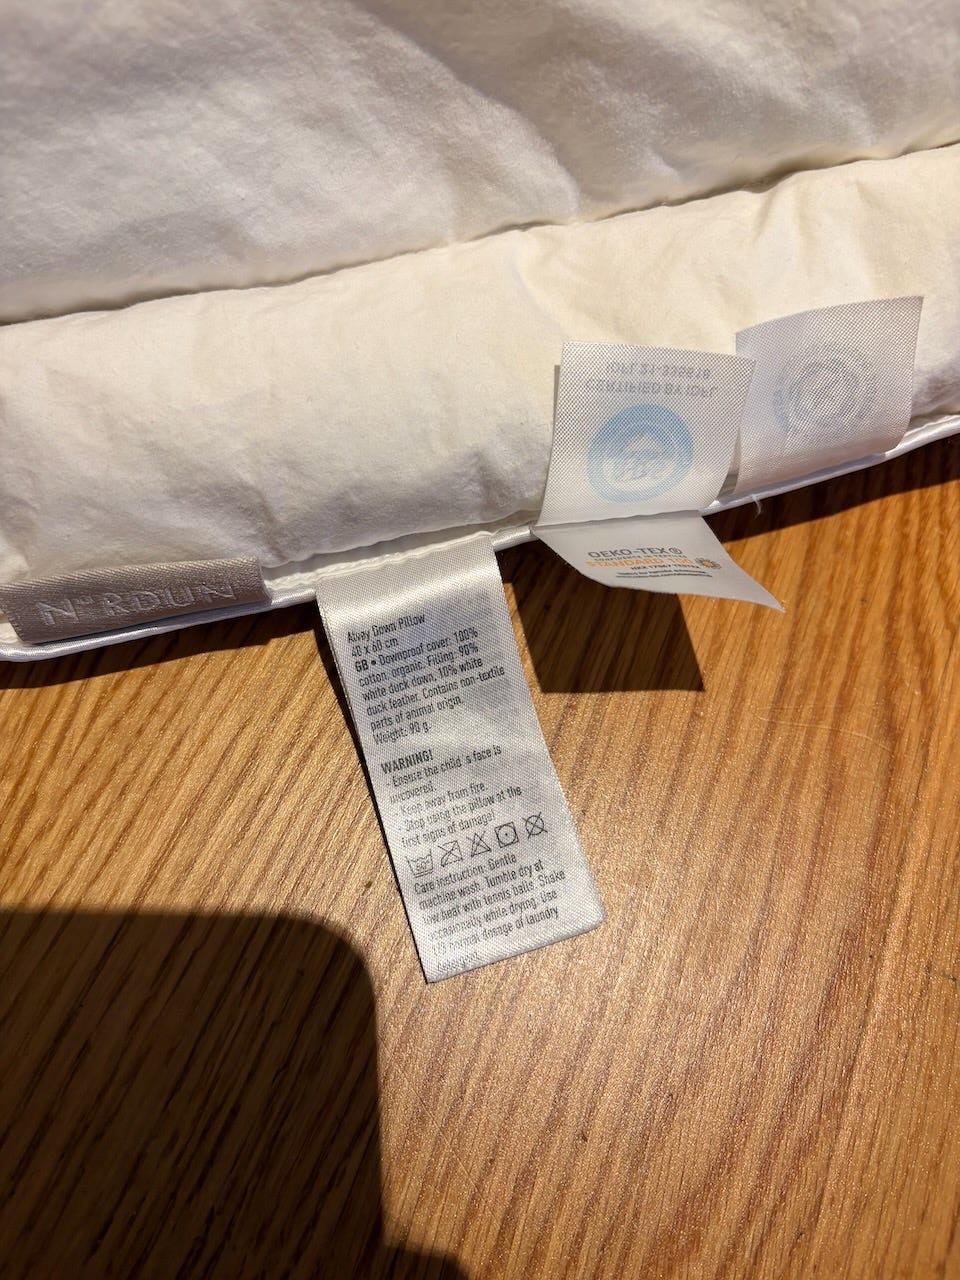 NORDUN
Alvay Down Pillow
40 x 60 cm
GB • Downproof cover: 100%
cotton, organic. Filling: 90%
white duck down, 10% white
duck feather. Contains non-textile
parts of animal origin.
Weight: 90 g.
WARNING!
- Ensure the child´s face is
uncovered.
- Keep away from fire.
- Stop using the pillow at the
first signs of damage!
60°
Care instruction: Gentle
machine wash. Tumble dry at
low heat with tennis balls. Shake
occasionally while drying. Use
1/3 normal dosage of laundry
CERTIFIED BY IDFL
OEKO-TEX®
CONFIDENCE IN TEXTILES
STANDARD 100